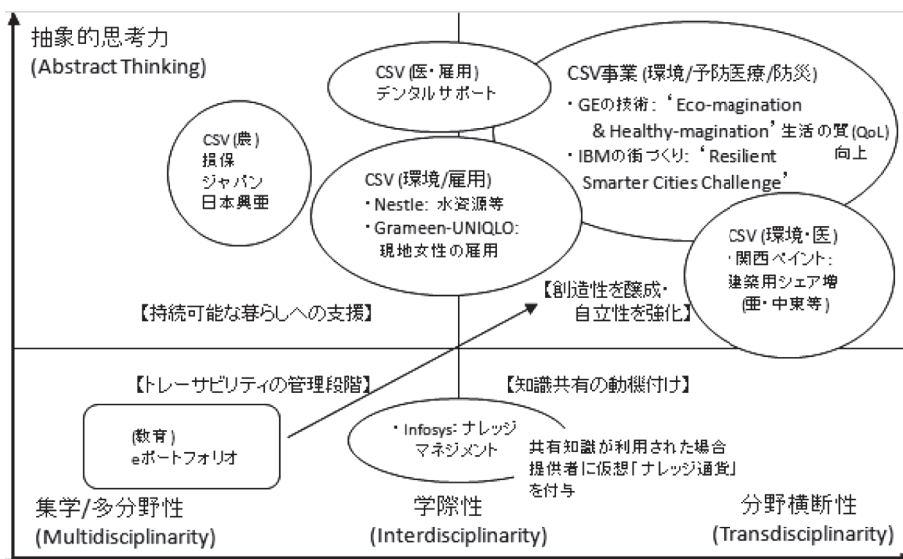 抽象的思考力
(Abstract Thinking)
CSV (医・雇用)
デンタルサポート
CSV事業 (環境/予防医療/防災)
・GEの技術: ‘Eco-magination
& Healthy-magination’ 生活の質(QoL)
向上
・IBMの街づくり: ‘Resilient
Smarter Cities Challenge’
CSV (農)
損保
ジャパン
日本興亜
CSV (環境/雇用)
・Nestle: 水資源等
・Grameen-UNIQLO:
現地女性の雇用
CSV (環境・医)
・関西ペイント:
建築用シェア増
(亜・中東等)
【持続可能な暮らしへの支援】
【創造性を醸成・
自立性を強化】
【トレーサビリティの管理段階】
【知識共有の動機付け】
(教育)
eポートフォリオ
・Infosys: ナレッジ
マネジメント
共有知識が利用された場合
提供者に仮想「ナレッジ通貨」
を付与
集学/多分野性
(Multidisciplinarity)
学際性
(Interdisciplinarity)
分野横断性
(Transdisciplinarity)